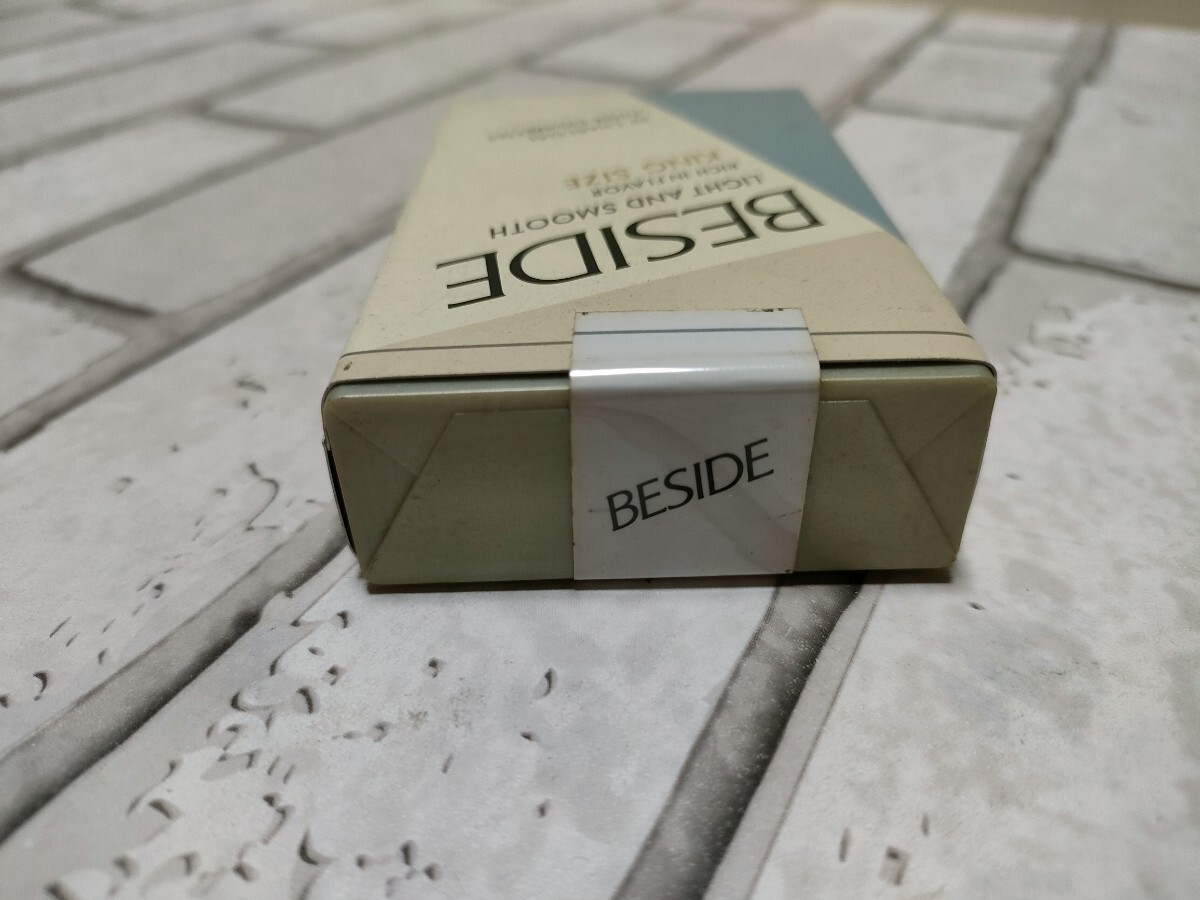 BESIDE
LIGHT AND SMOOTH
RICH IN FLAVOR
KING SIZE
BESIDE